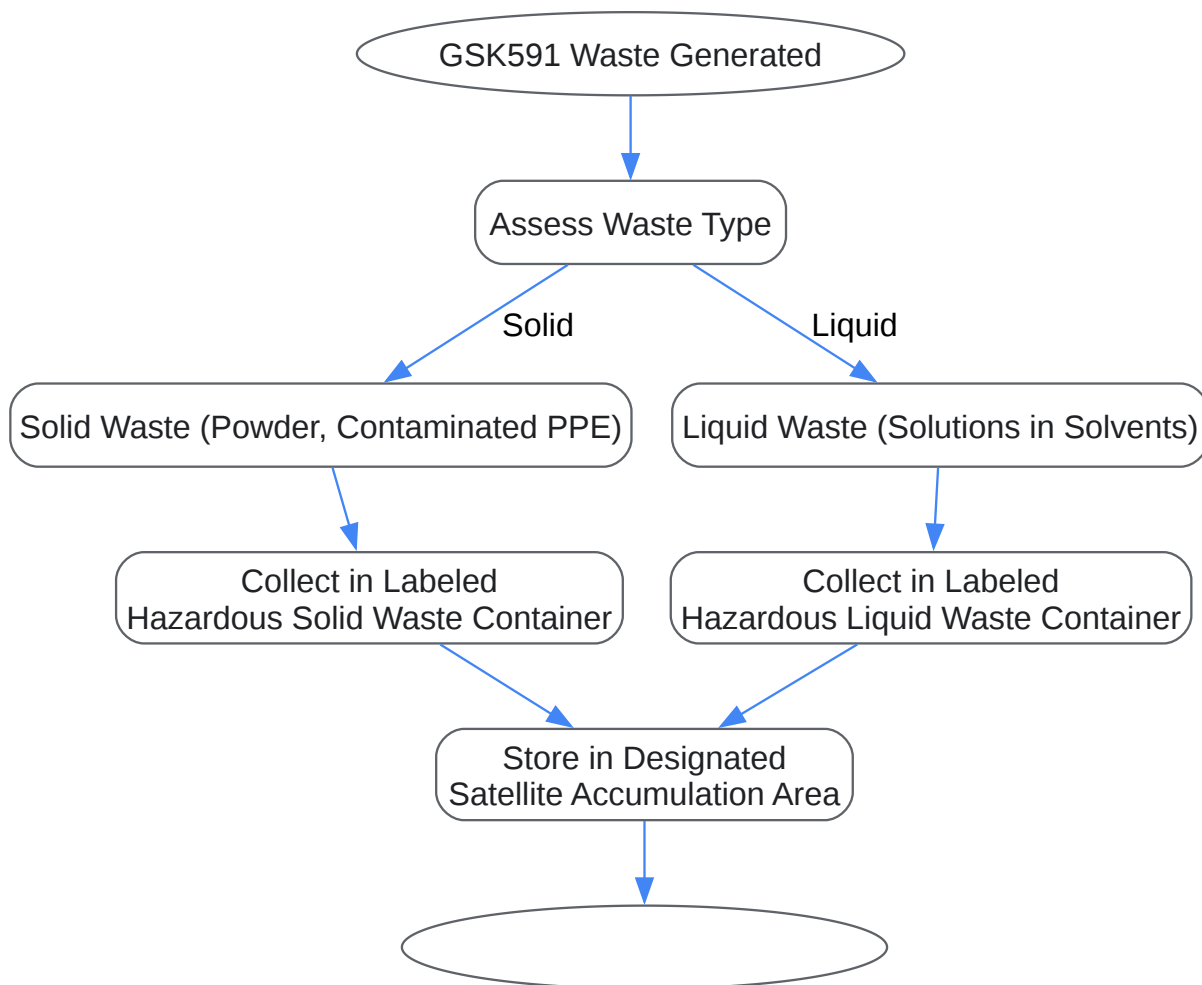 GSK591 Waste Generated
Assess Waste Type
Solid
Liquid
Solid Waste (Powder, Contaminated PPE)
Liquid Waste (Solutions in Solvents)
Collect in Labeled
Hazardous Solid Waste Container
Collect in Labeled
Hazardous Liquid Waste Container
Store in Designated
Satellite Accumulation Area